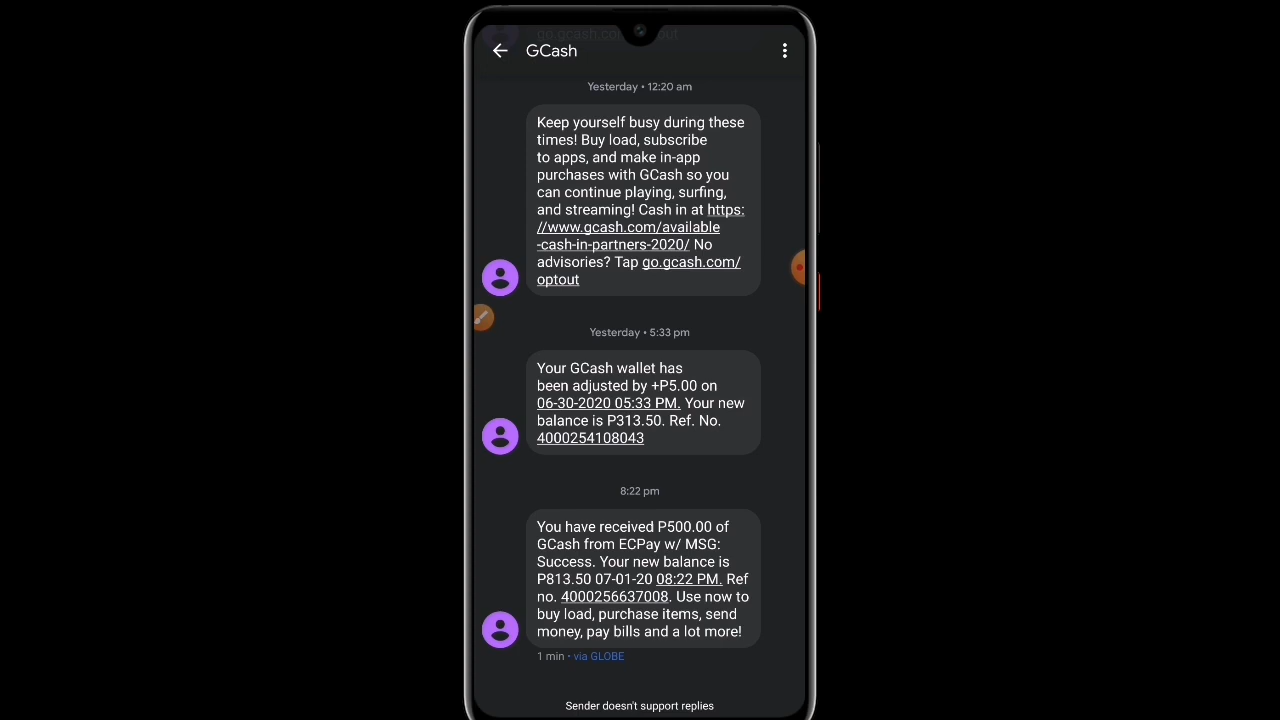 go.gcash.com/optout
GCash
Yesterday • 12:20 am
Keep yourself busy during these
times! Buy load, subscribe
to apps, and make in-app
purchases with GCash so you
can continue playing, surfing,
and streaming! Cash in at https:
//www.gcash.com/available
-cash-in-partners-2020/ No
advisories? Tap go.gcash.com/
optout
Yesterday • 5:33 pm
Your GCash wallet has
been adjusted by +P5.00 on
06-30-2020 05:33 PM. Your new
balance is P313.50. Ref. No.
4000254108043
8:22 pm
You have received P500.00 of
GCash from ECPay w/ MSG:
Success. Your new balance is
P813.50 07-01-20 08:22 PM. Ref
no. 4000256637008. Use now to
buy load, purchase items, send
money, pay bills and a lot more!
1 min • via GLOBE
Sender doesn't support replies